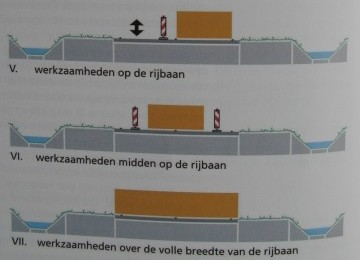 V. werkzaamheden op de rijbaan
VI. werkzaamheden midden op de rijbaan
VII. werkzaamheden over de volle breedte van de rijbaan